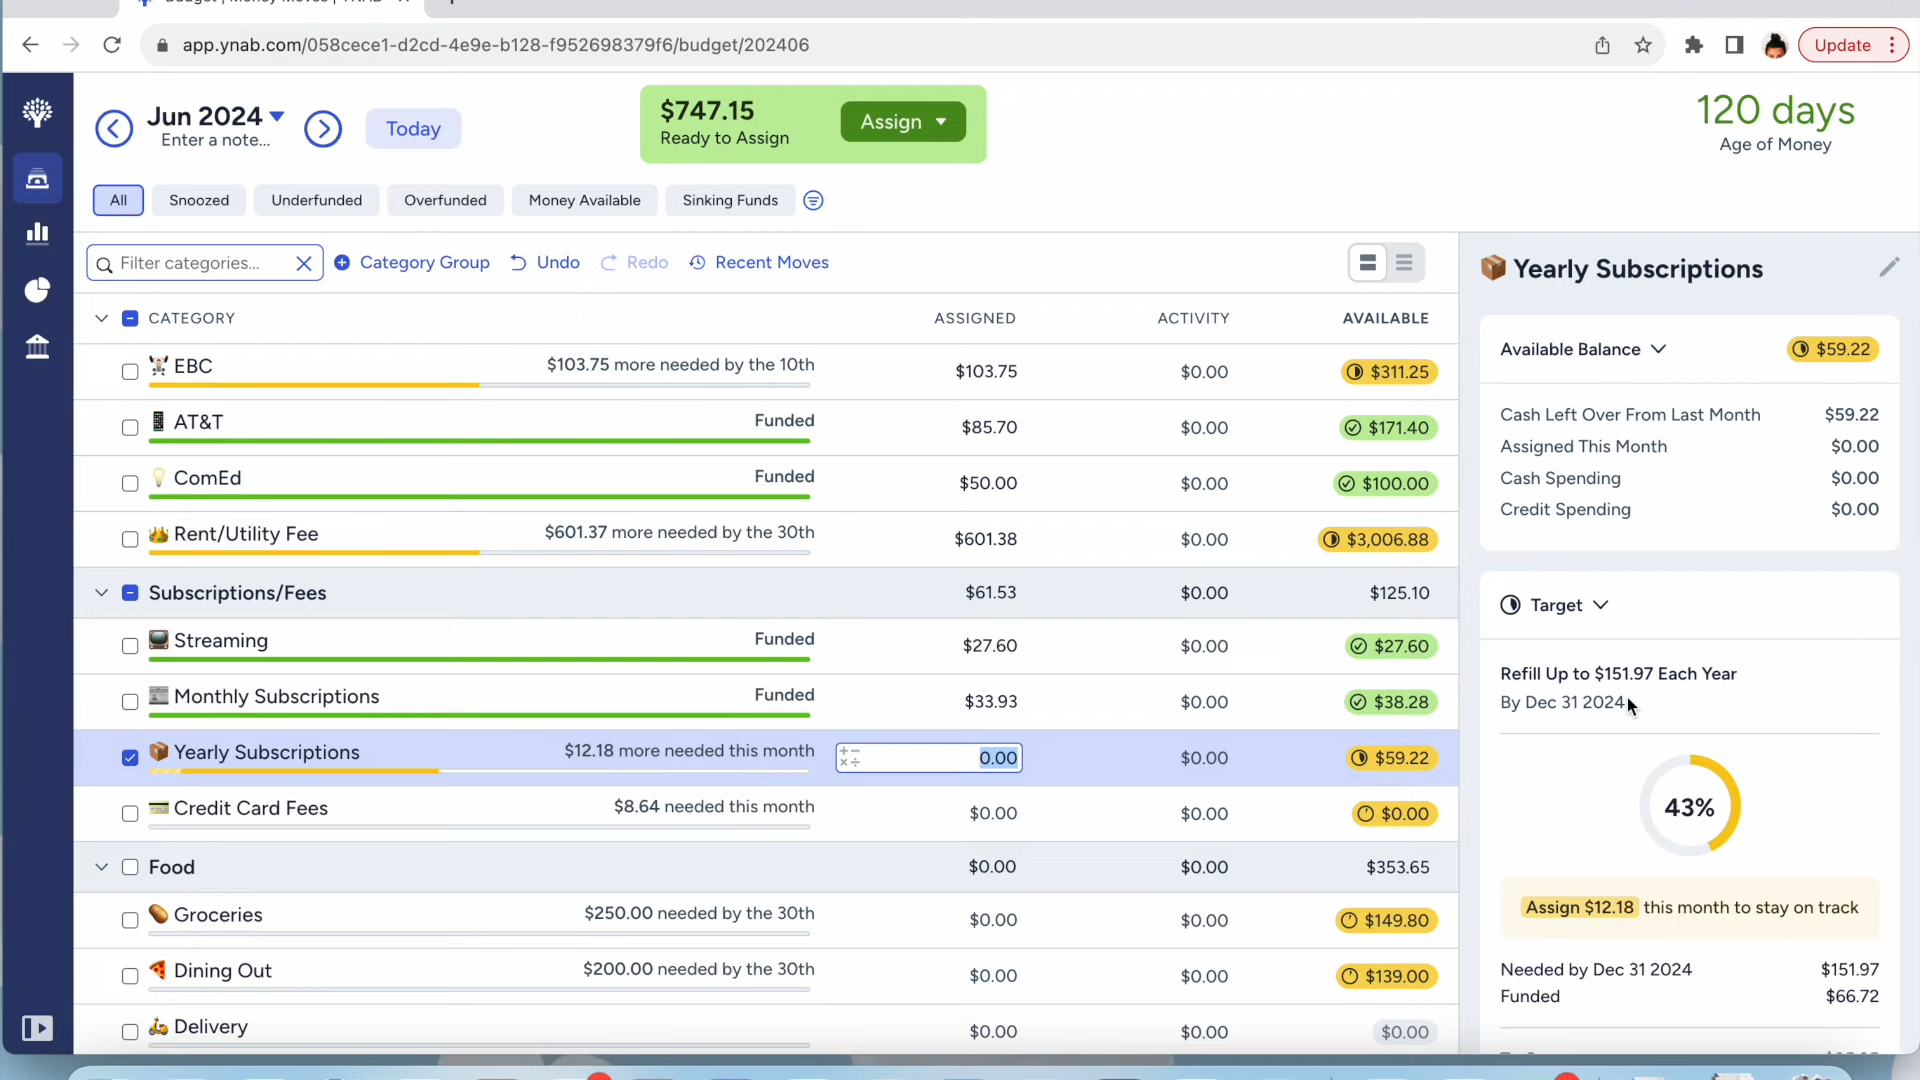 app.ynab.com/058cece1-d2cd-4e9e-b128-f952698379f6/budget/202406
Update
Jun 2024
Enter a note...
Today
$747.15
Ready to Assign
Assign
120 days
Age of Money
All
Snoozed
Underfunded
Overfunded
Money Available
Sinking Funds
Filter categories...
Category Group
Undo
Redo
Recent Moves
CATEGORY ASSIGNED ACTIVITY AVAILABLE
EBC $103.75 more needed by the 10th $103.75 $0.00 $311.25
AT&T Funded $85.70 $0.00 $171.40
ComEd Funded $50.00 $0.00 $100.00
Rent/Utility Fee $601.37 more needed by the 30th $601.38 $0.00 $3,006.88
Subscriptions/Fees $61.53 $0.00 $125.10
Streaming Funded $27.60 $0.00 $27.60
Monthly Subscriptions Funded $33.93 $0.00 $38.28
Yearly Subscriptions $12.18 more needed this month 0.00 $0.00 $59.22
Credit Card Fees $8.64 needed this month $0.00 $0.00 $0.00
Food $0.00 $0.00 $353.65
Groceries $250.00 needed by the 30th $0.00 $0.00 $149.80
Dining Out $200.00 needed by the 30th $0.00 $0.00 $139.00
Delivery $0.00 $0.00 $0.00
Yearly Subscriptions
Available Balance $59.22
Cash Left Over From Last Month $59.22
Assigned This Month $0.00
Cash Spending $0.00
Credit Spending $0.00
Target
Refill Up to $151.97 Each Year
By Dec 31 2024
43%
Assign $12.18 this month to stay on track
Needed by Dec 31 2024 $151.97
Funded $66.72